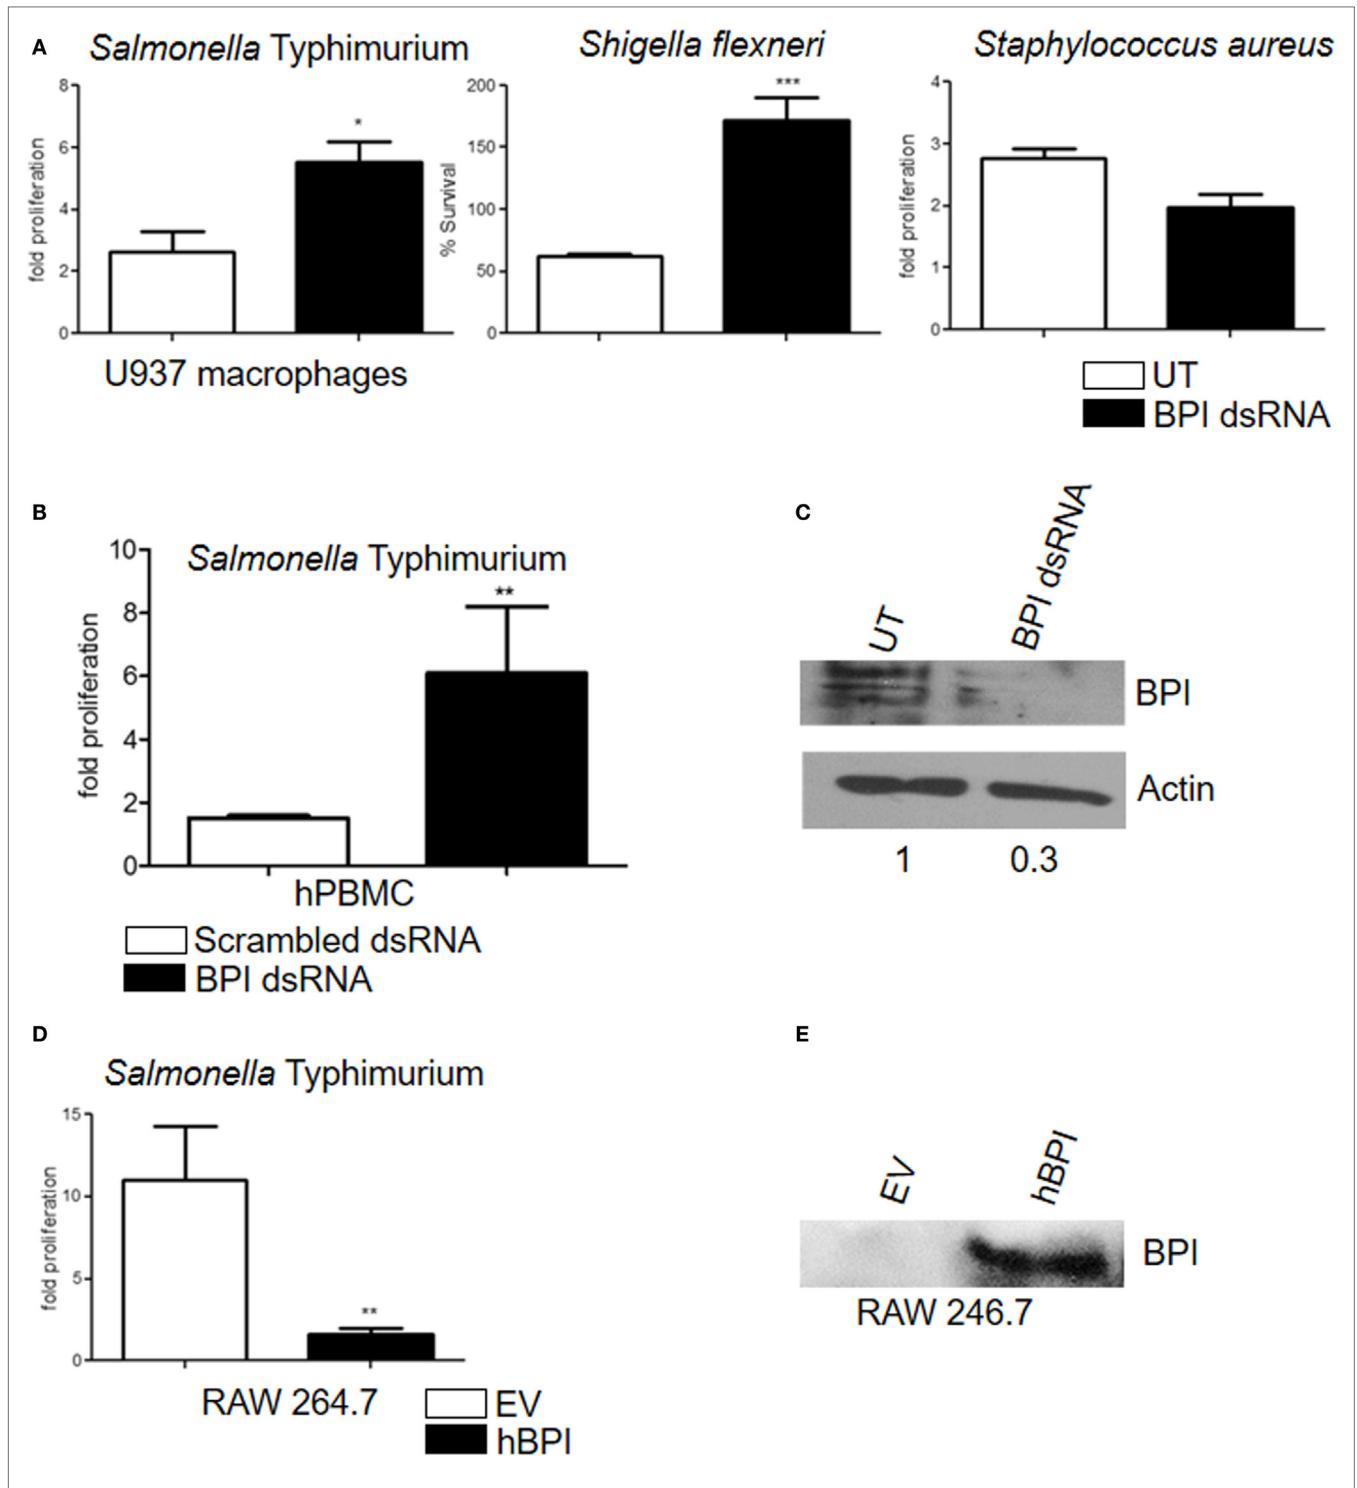 A
Salmonella Typhimurium
Shigella flexneri
Staphylococcus aureus
fold proliferation
8
6
4
2
0
*
U937 macrophages
% Survival
200
150
100
50
0
***
fold proliferation
4
3
2
1
0
UT
BPI dsRNA
B
Salmonella Typhimurium
fold proliferation
10
8
6
4
2
0
**
hPBMC
Scrambled dsRNA
BPI dsRNA
C
UT
BPI dsRNA
BPI
Actin
1 0.3
D
Salmonella Typhimurium
fold proliferation
15
10
5
0
**
RAW 264.7
EV
hBPI
E
EV
hBPI
BPI
RAW 246.7